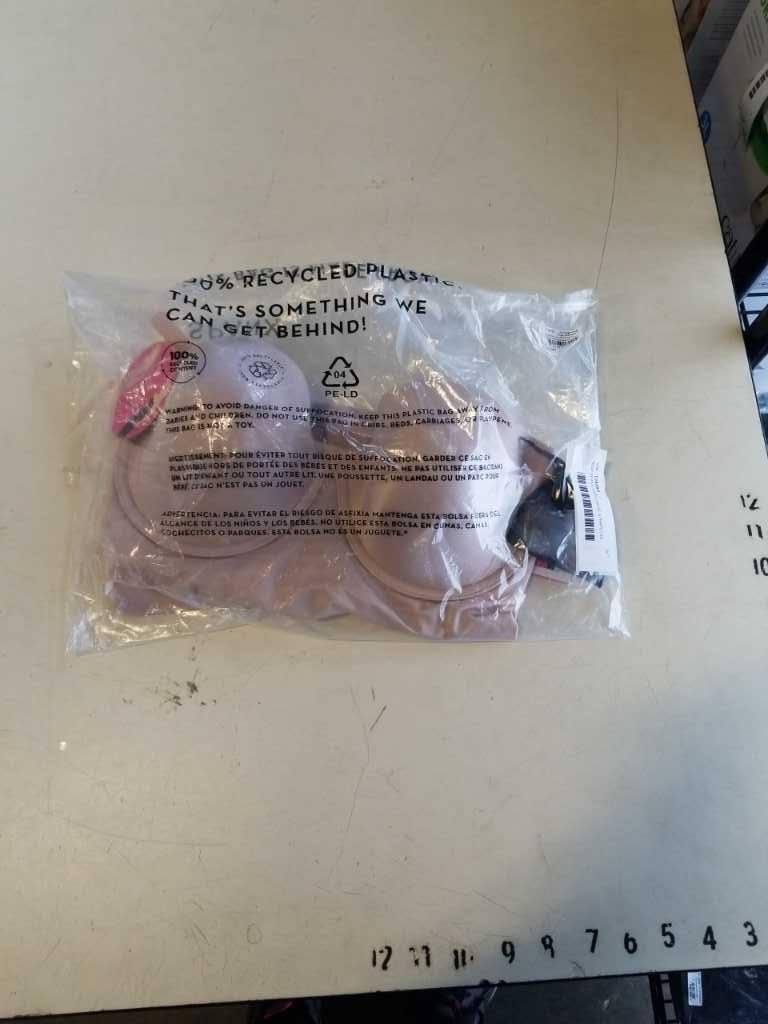 % RECYCLED PLASTIC.
THAT'S SOMETHING WE
CAN GET BEHIND!
100%
RECYCLED
CONTENT
04
PE-LD
WARNING: TO AVOID DANGER OF SUFFOCATION, KEEP THIS PLASTIC BAG AWAY FROM
BABIES AND CHILDREN. DO NOT USE THIS BAG IN CRIBS, BEDS, CARRIAGES, OR PLAYPENS.
THIS BAG IS NOT A TOY.
AVERTISSEMENT: POUR ÉVITER TOUT RISQUE DE SUFFOCATION, GARDER CE SAC EN
PLASTIQUE HORS DE PORTÉE DES BÉBÉS ET DES ENFANTS. NE PAS UTILISER CE SAC DANS
UN LIT D'ENFANT OU TOUT AUTRE LIT, UNE POUSSETTE, UN LANDAU OU UN PARC POUR
BÉBÉ. CE SAC N'EST PAS UN JOUET.
ADVERTENCIA: PARA EVITAR EL RIESGO DE ASFIXIA MANTENGA ESTA BOLSA FUERA DEL
ALCANCE DE LOS NIÑOS Y LOS BEBÉS. NO UTILICE ESTA BOLSA EN CUNAS, CAMAS,
COCHECITOS O PARQUES. ESTA BOLSA NO ES UN JUGUETE.*
12
11
10
12 11 10 9 8 7 6 5 4 3